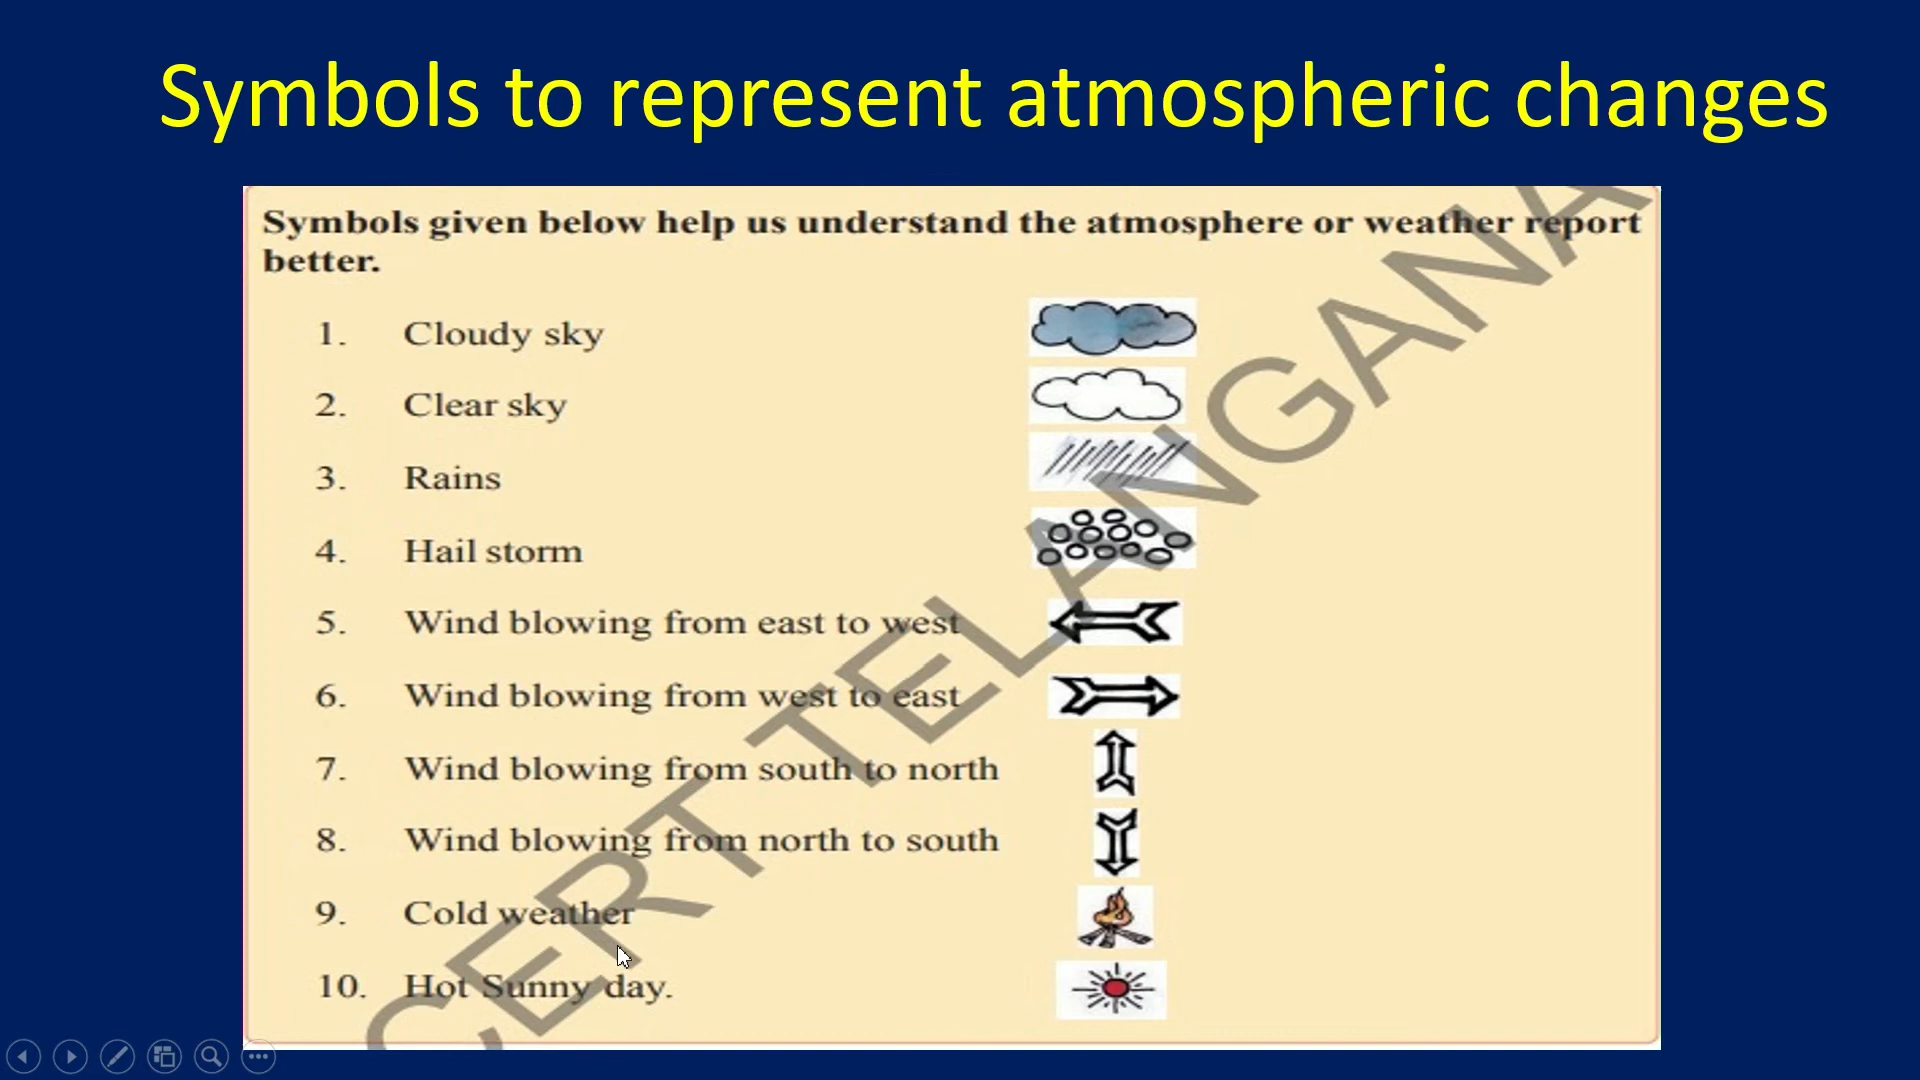 Symbols to represent atmospheric changes
Symbols given below help us understand the atmosphere or weather report
better.
1. Cloudy sky
2. Clear sky
3. Rains
4. Hail storm
5. Wind blowing from east to west
6. Wind blowing from west to east
7. Wind blowing from south to north
8. Wind blowing from north to south
9. Cold weather
10. Hot Sunny day.
CERT TELANGANA